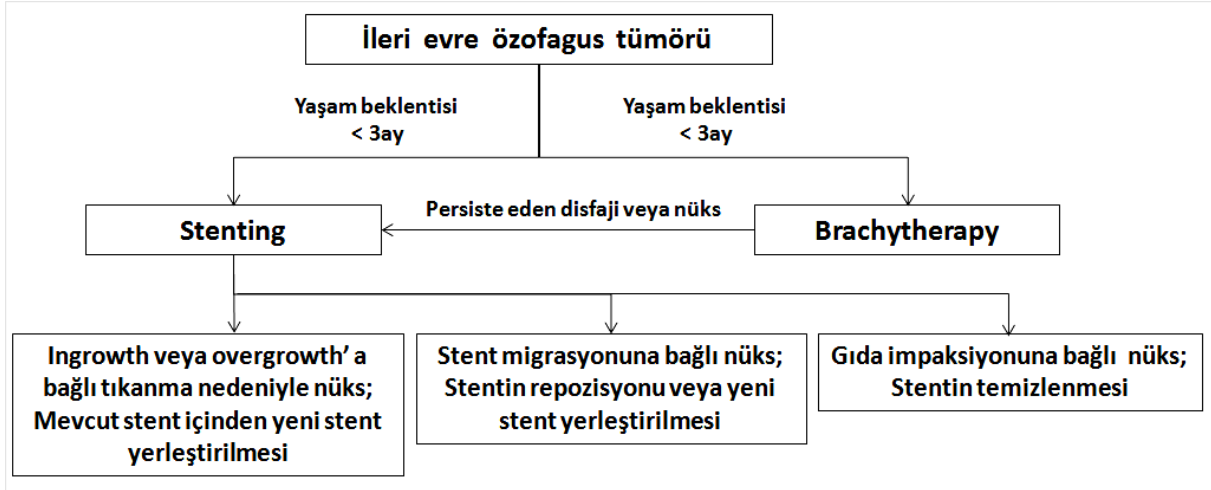 İleri evre özofagus tümörü
Yaşam beklentisi
< 3ay
Yaşam beklentisi
< 3ay
Stenting
Persiste eden disfaji veya nüks
Brachytherapy
Ingrowth veya overgrowth’ a
bağlı tıkanma nedeniyle nüks;
Mevcut stent içinden yeni stent
yerleştirilmesi
Stent migrasyonuna bağlı nüks;
Stentin repozisyonu veya yeni
stent yerleştirilmesi
Gıda impaksiyonuna bağlı nüks;
Stentin temizlenmesi